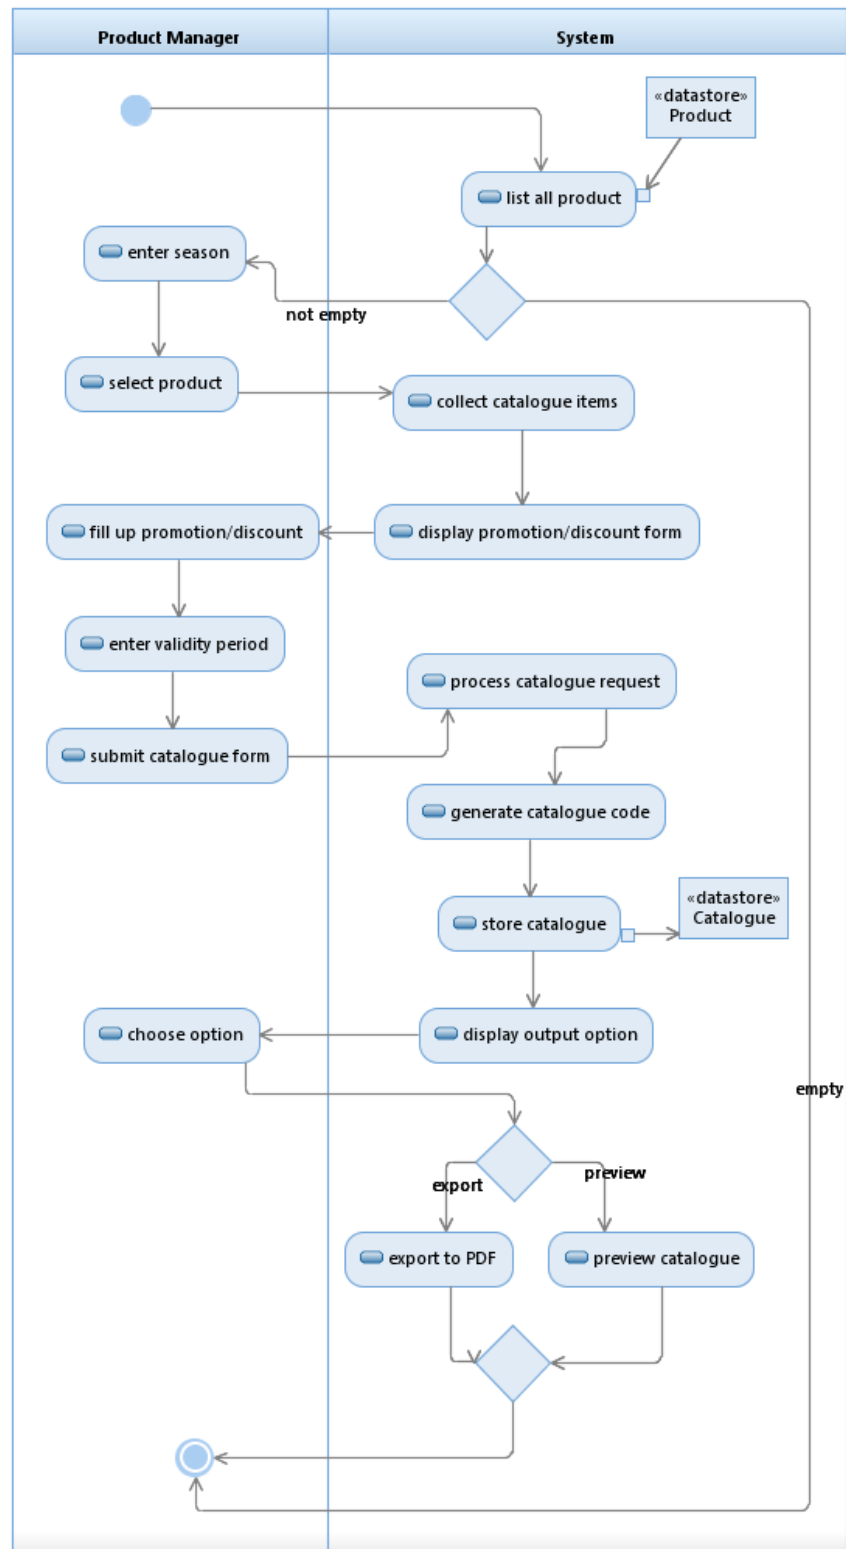 Product Manager
System
«datastore»
Product
list all product
enter season
not empty
select product
collect catalogue items
fill up promotion/discount
display promotion/discount form
enter validity period
process catalogue request
submit catalogue form
generate catalogue code
«datastore»
Catalogue
store catalogue
choose option
display output option
empty
export
preview
export to PDF
preview catalogue